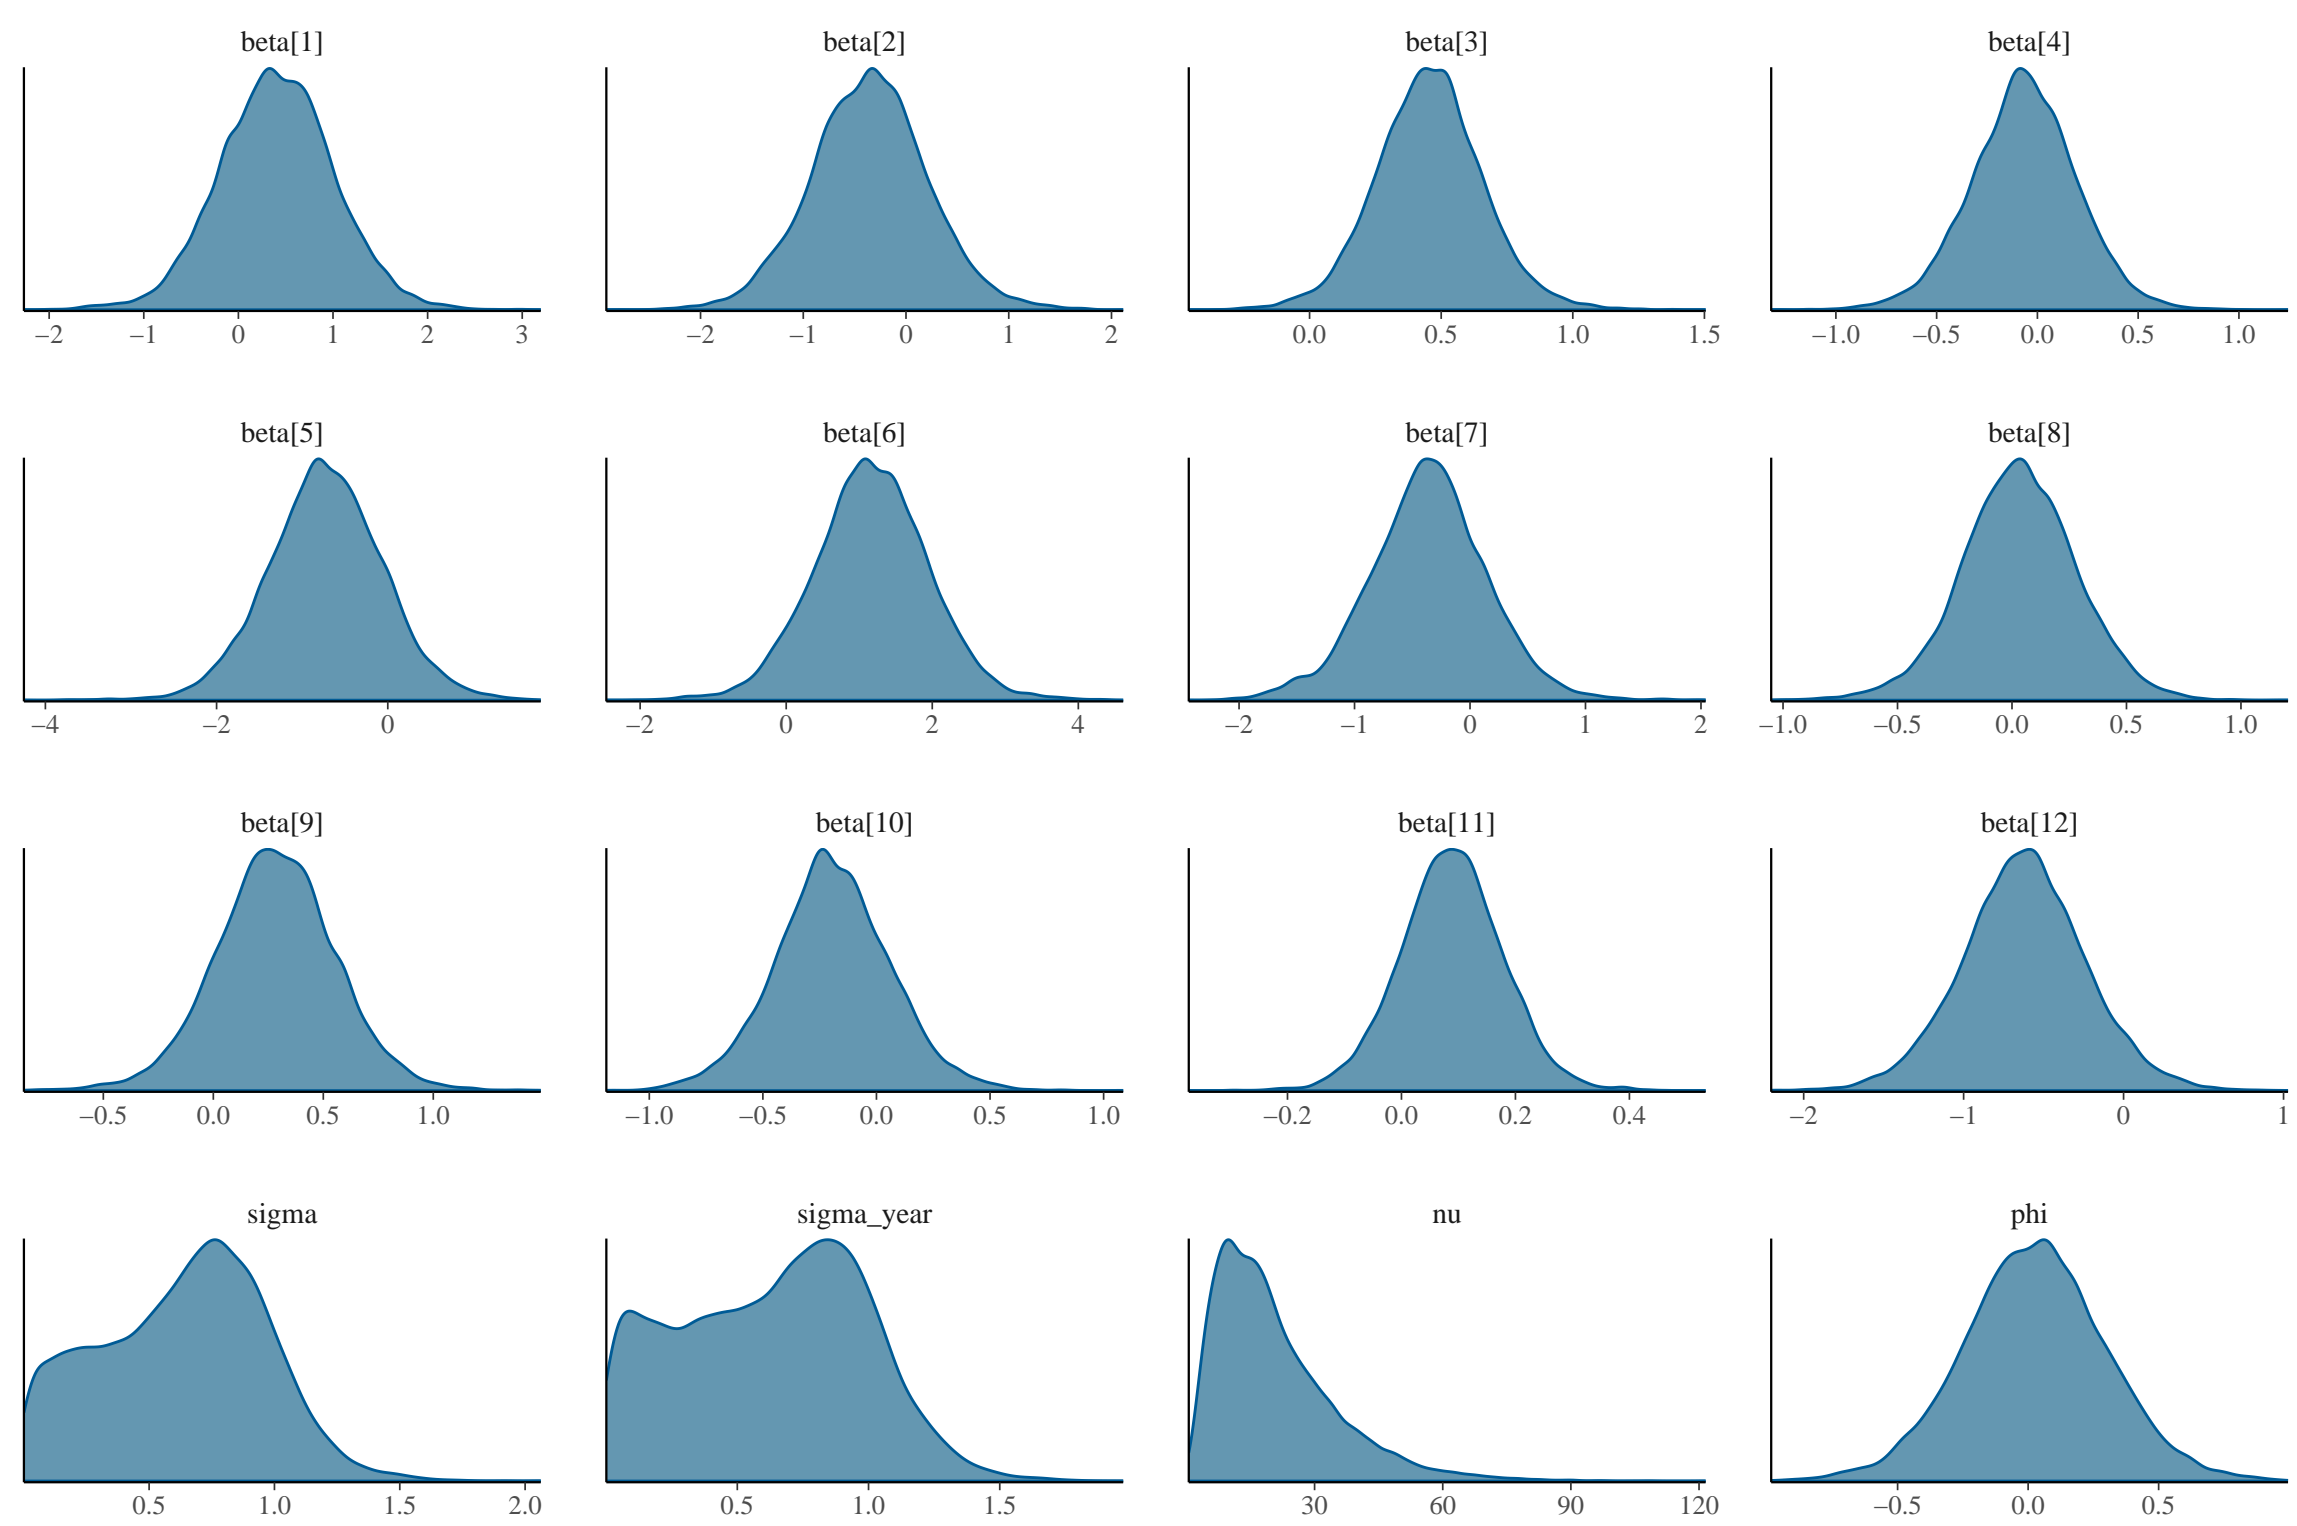 beta[1] beta[2] beta[3] beta[4]
–2 –1 0 1 2 3 –2 –1 0 1 2 0.0 0.5 1.0 1.5 –1.0 –0.5 0.0 0.5 1.0
beta[5] beta[6] beta[7] beta[8]
–4 –2 0 –2 0 2 4 –2 –1 0 1 2 –1.0 –0.5 0.0 0.5 1.0
beta[9] beta[10] beta[11] beta[12]
–0.5 0.0 0.5 1.0 –1.0 –0.5 0.0 0.5 1.0 –0.2 0.0 0.2 0.4 –2 –1 0 1
sigma sigma_year nu phi
0.5 1.0 1.5 2.0 0.5 1.0 1.5 30 60 90 120 –0.5 0.0 0.5